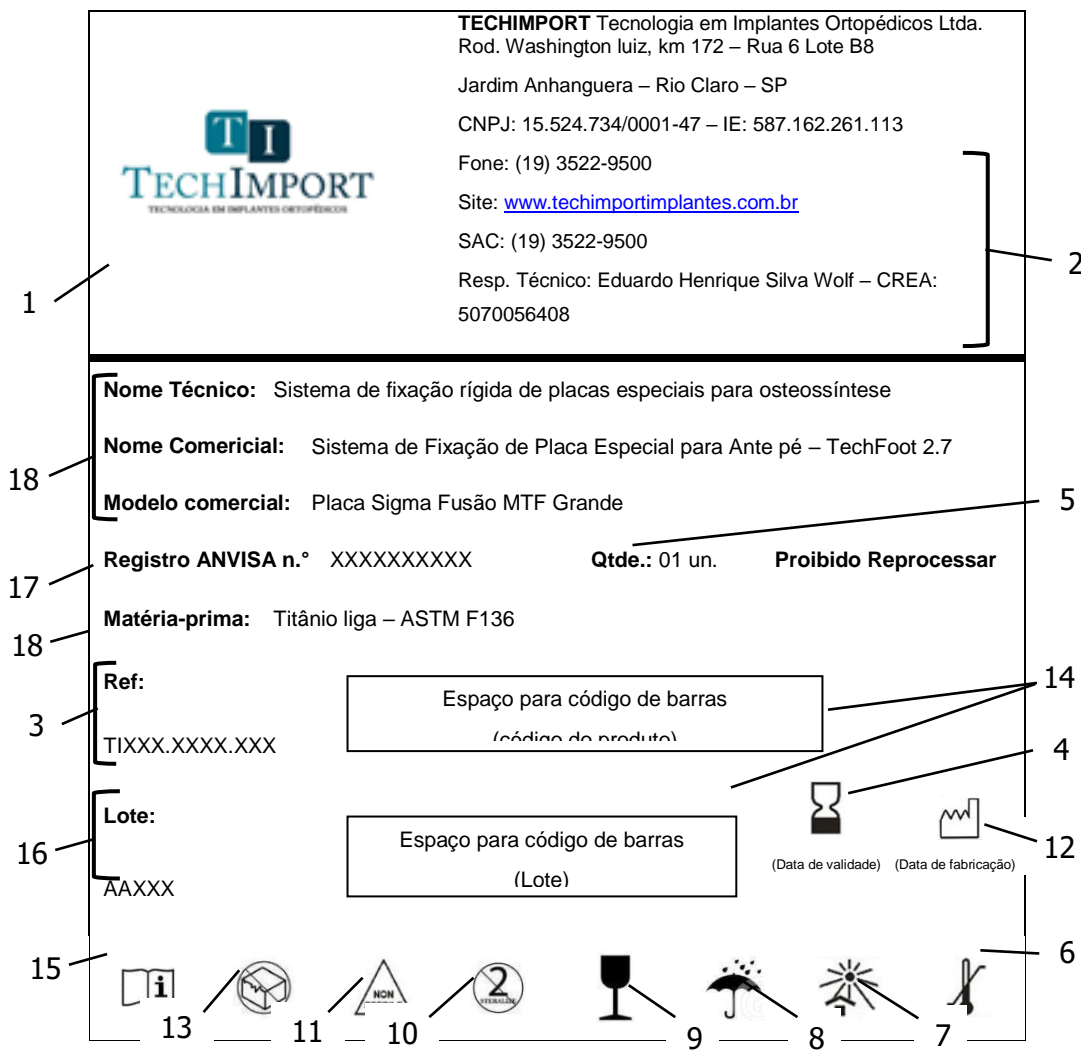 TECHIMPORT Tecnologia em Implantes Ortopédicos Ltda.
Rod. Washington luiz, km 172 – Rua 6 Lote B8
Jardim Anhanguera – Rio Claro – SP
CNPJ: 15.524.734/0001-47 – IE: 587.162.261.113
Fone: (19) 3522-9500
Site: www.techimportimplantes.com.br
SAC: (19) 3522-9500
Resp. Técnico: Eduardo Henrique Silva Wolf – CREA:
5070056408
T I
TECHIMPORT
TECNOLOGIA EM IMPLANTES ORTOPÉDICOS
1
2
Nome Técnico: Sistema de fixação rígida de placas especiais para osteossíntese
Nome Comericial: Sistema de Fixação de Placa Especial para Ante pé – TechFoot 2.7
18
Modelo comercial: Placa Sigma Fusão MTF Grande
5
Registro ANVISA n.° XXXXXXXXXX Qtde.: 01 un. Proibido Reprocessar
17
Matéria-prima: Titânio liga – ASTM F136
18
Ref:
Espaço para código de barras
(código do produto)
14
3
TIXXX.XXXX.XXX
4
Lote:
Espaço para código de barras
(Lote)
16
12
(Data de validade) (Data de fabricação)
AAXXX
15
6
i
NON
2
STERILIZE
13
11
10
9
8
7